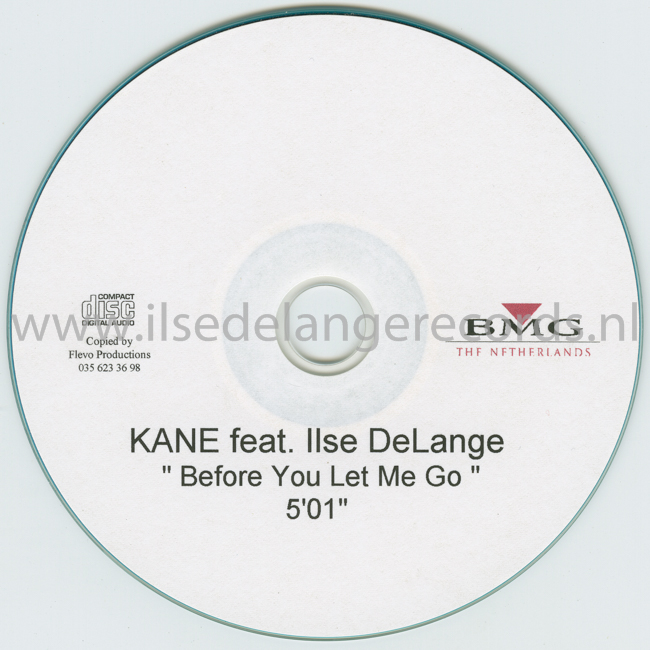 COMPACT
disc
DIGITAL AUDIO
www.ilsedelangerecords.nl
Copied by
Flevo Productions
035 623 36 98
BMG
THE NETHERLANDS
KANE feat. Ilse DeLange
" Before You Let Me Go "
5'01"